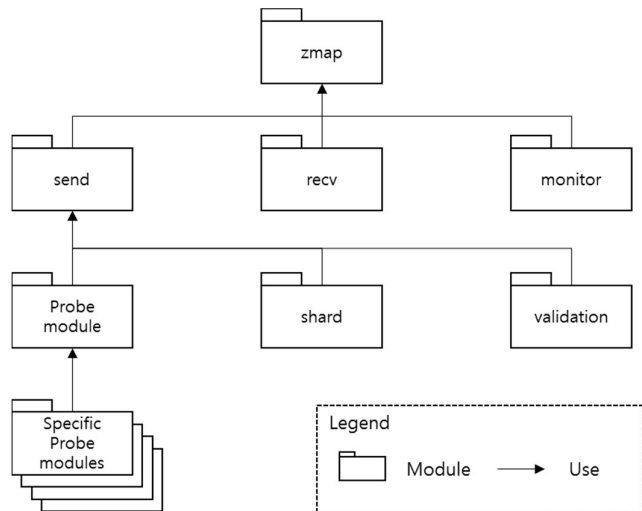 zmap
send
recv
monitor
Probe
module
shard
validation
Specific
Probe
modules
Legend
Module
Use